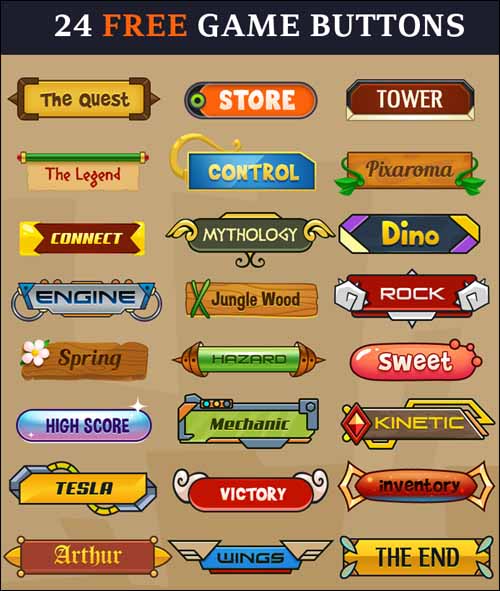 24 FREE GAME BUTTONS
The Quest
STORE
TOWER
The Legend
CONTROL
Pixaroma
CONNECT
MYTHOLOGY
Dino
ENGINE
Jungle Wood
ROCK
Spring
HAZARD
Sweet
HIGH SCORE
Mechanic
KINETIC
TESLA
VICTORY
inventory
Arthur
WINGS
THE END